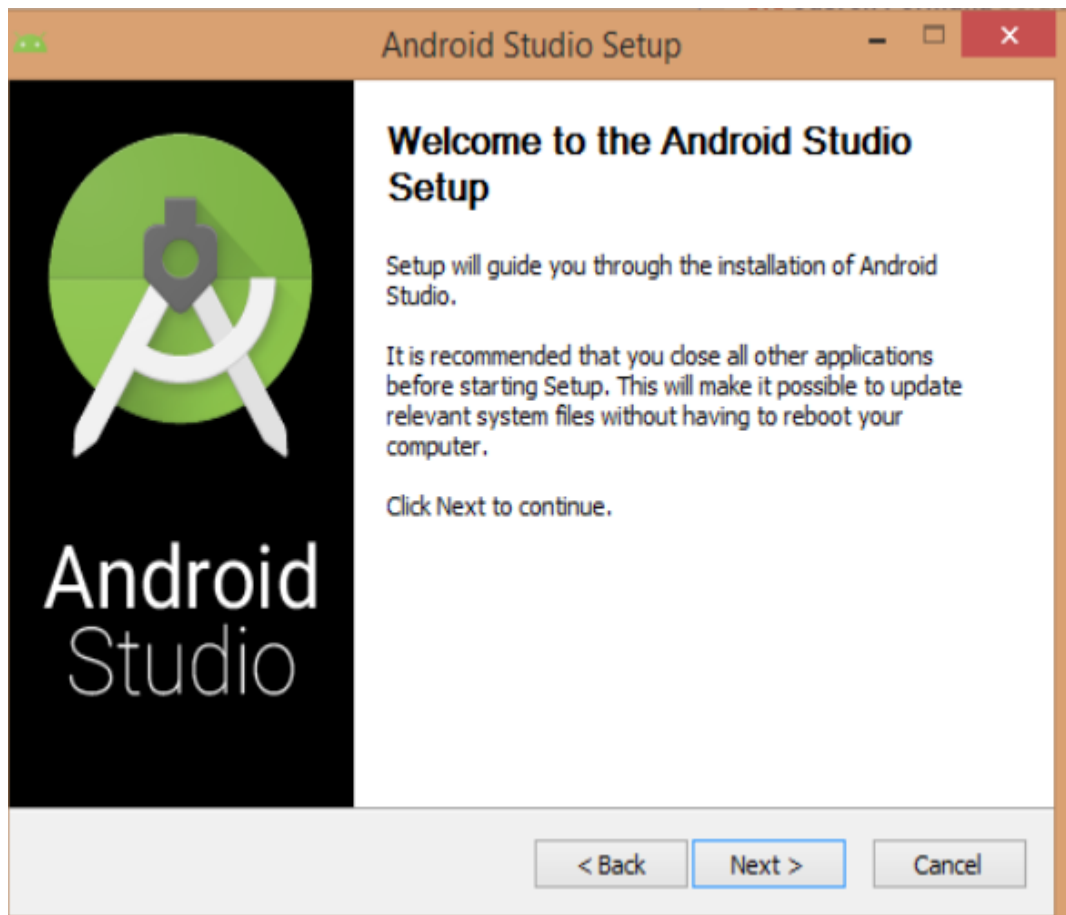 Android Studio Setup
Welcome to the Android Studio
Setup
Setup will guide you through the installation of Android
Studio.
It is recommended that you close all other applications
before starting Setup. This will make it possible to update
relevant system files without having to reboot your
computer.
Click Next to continue.
Android
Studio
< Back
Next >
Cancel